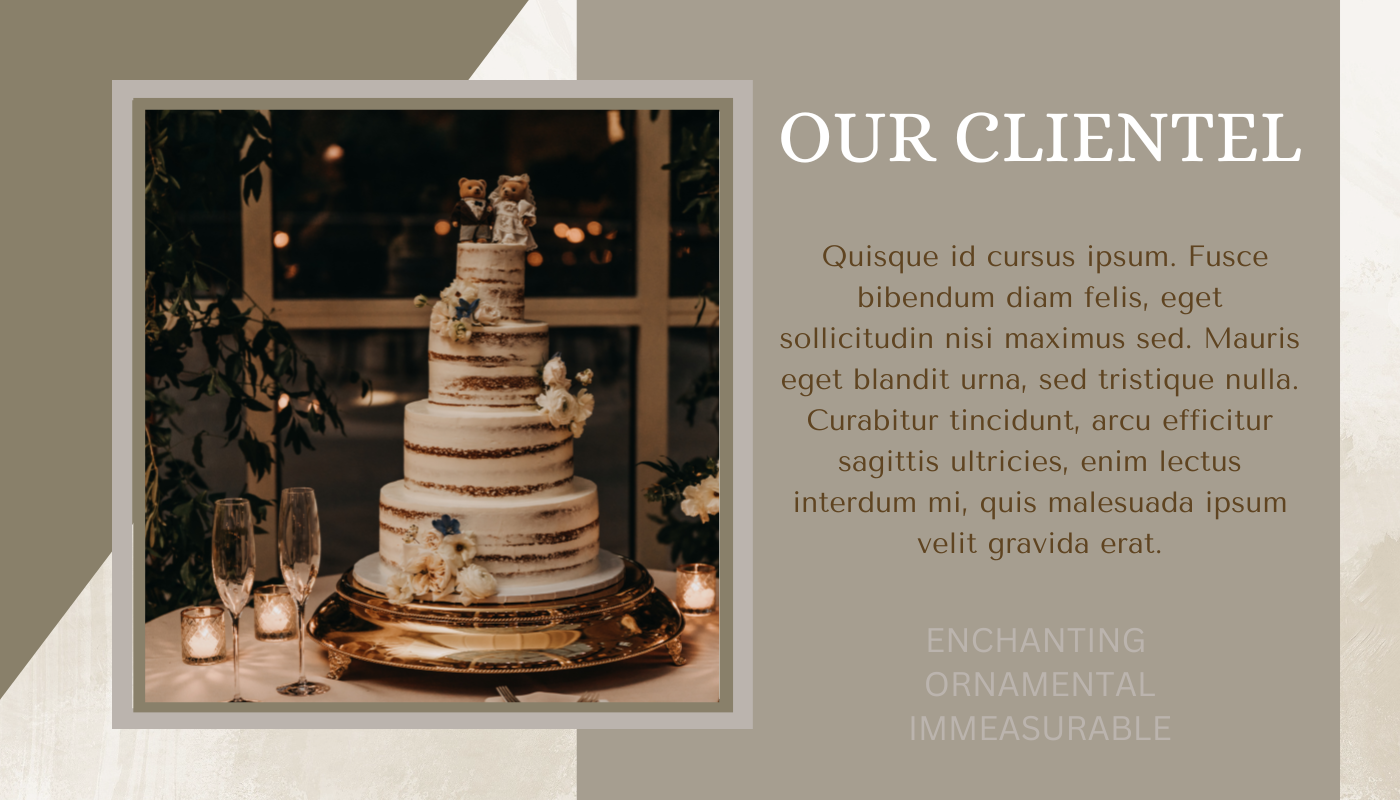 OUR CLIENTEL
Quisque id cursus ipsum. Fusce
bibendum diam felis, eget
sollicitudin nisi maximus sed. Mauris
eget blandit urna, sed tristique nulla.
Curabitur tincidunt, arcu efficitur
sagittis ultricies, enim lectus
interdum mi, quis malesuada ipsum
velit gravida erat.
ENCHANTING
ORNAMENTAL
IMMEASURABLE